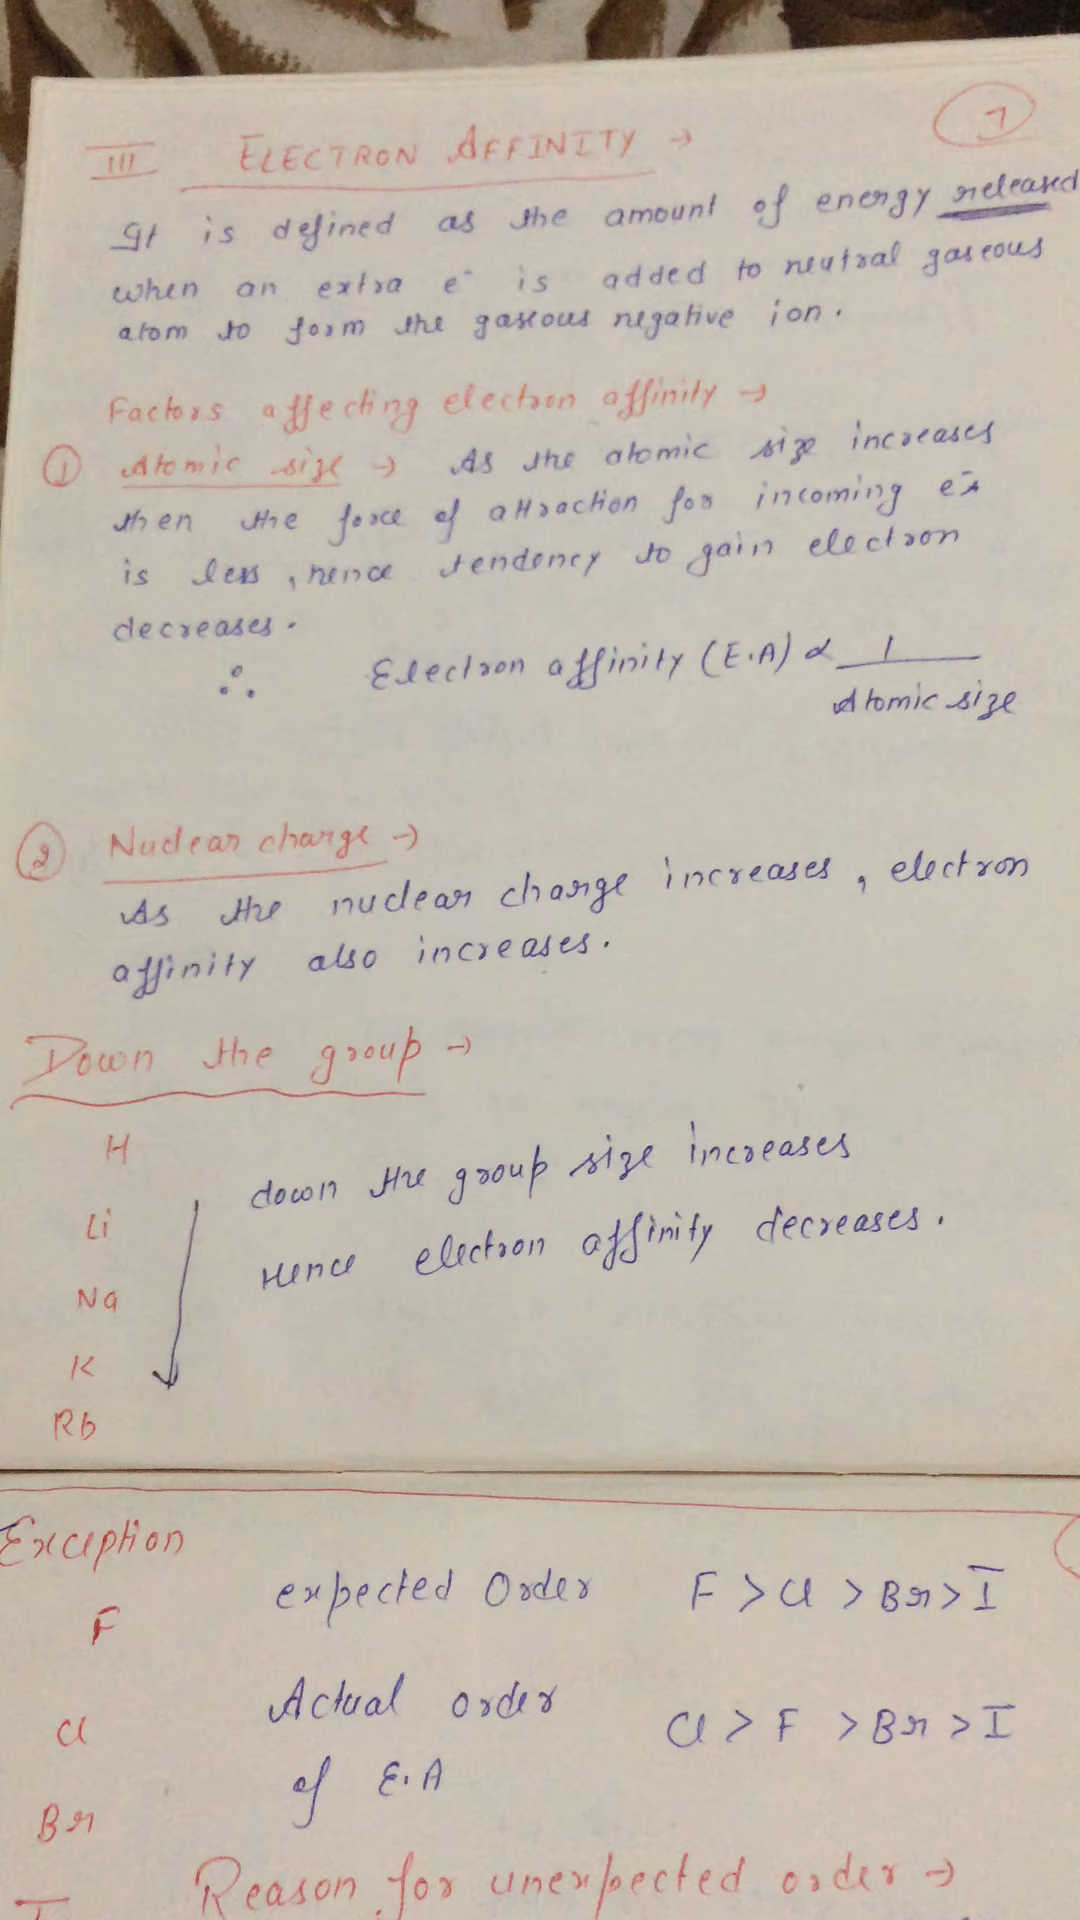 7
III ELECTRON AFFINITY →
It is defined as the amount of energy released
when an extra e⁻ is added to neutral gaseous
atom to form the gaseous negative ion.
Factors affecting electron affinity →
① Atomic size → As the atomic size increases
then the force of attraction for incoming
is less, hence tendency to gain electron
decreases.
∴ Electron affinity (E.A) ∝ 1
Atomic size
② Nuclear charge →
As the nuclear charge increases, electron
affinity also increases.
Down the group →
H
down the group size increases
Li
Hence electron affinity decreases.
Na
K
Rb
Exception
expected Order F > Cl > Br > I
F
Actual order Cl > F > Br > I
Cl
of E.A
Br
Reason for unexpected order →
I